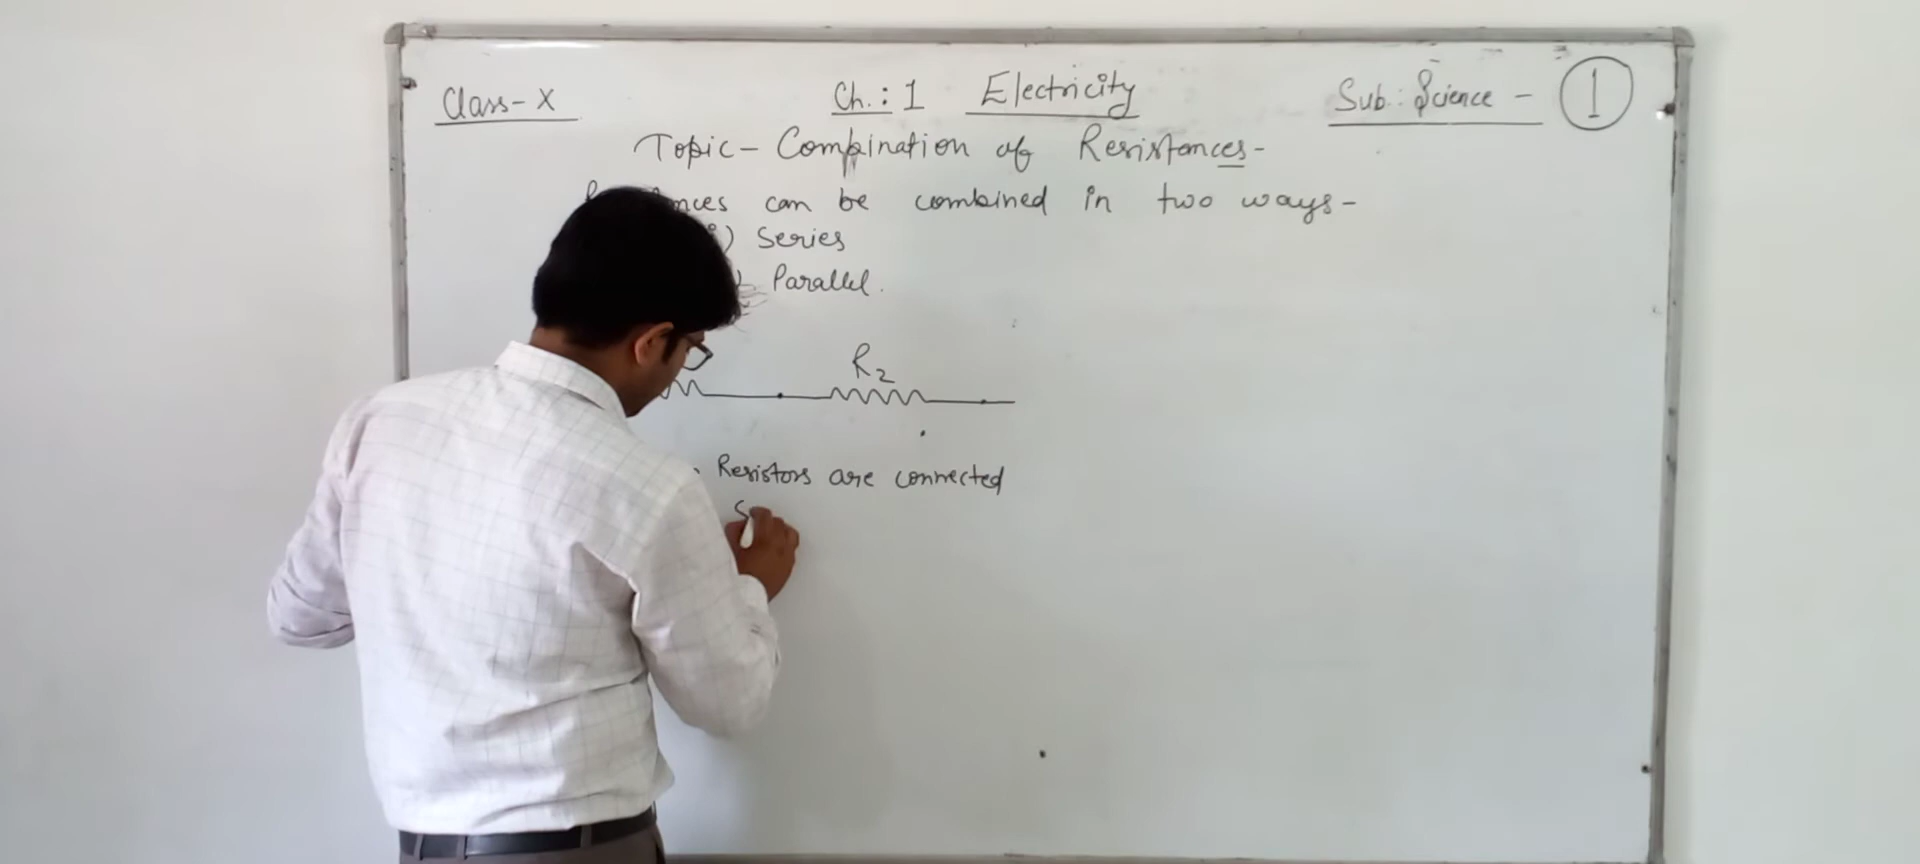 Class- X Ch.: 1 Electricity Sub.: Science - 1
Topic - Combination of Resistances -
can be combined in two ways -
i) Series
Parallel.
R2
Resistors are connected
S